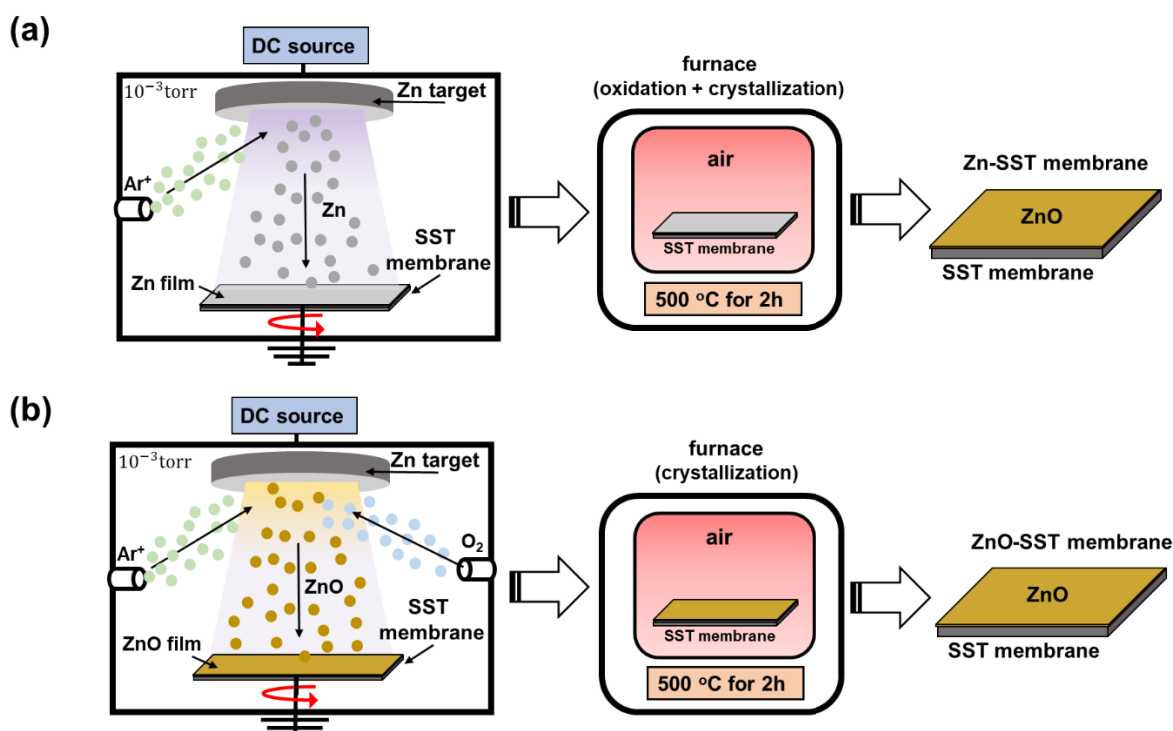 (a)
DC source
10⁻³torr
Zn target
Ar⁺
Zn
SST
membrane
Zn film
furnace
(oxidation + crystallization)
air
SST membrane
500 °C for 2h
Zn-SST membrane
ZnO
SST membrane
(b)
DC source
10⁻³torr
Zn target
Ar⁺
O₂
ZnO
SST
membrane
ZnO film
furnace
(crystallization)
air
SST membrane
500 °C for 2h
ZnO-SST membrane
ZnO
SST membrane